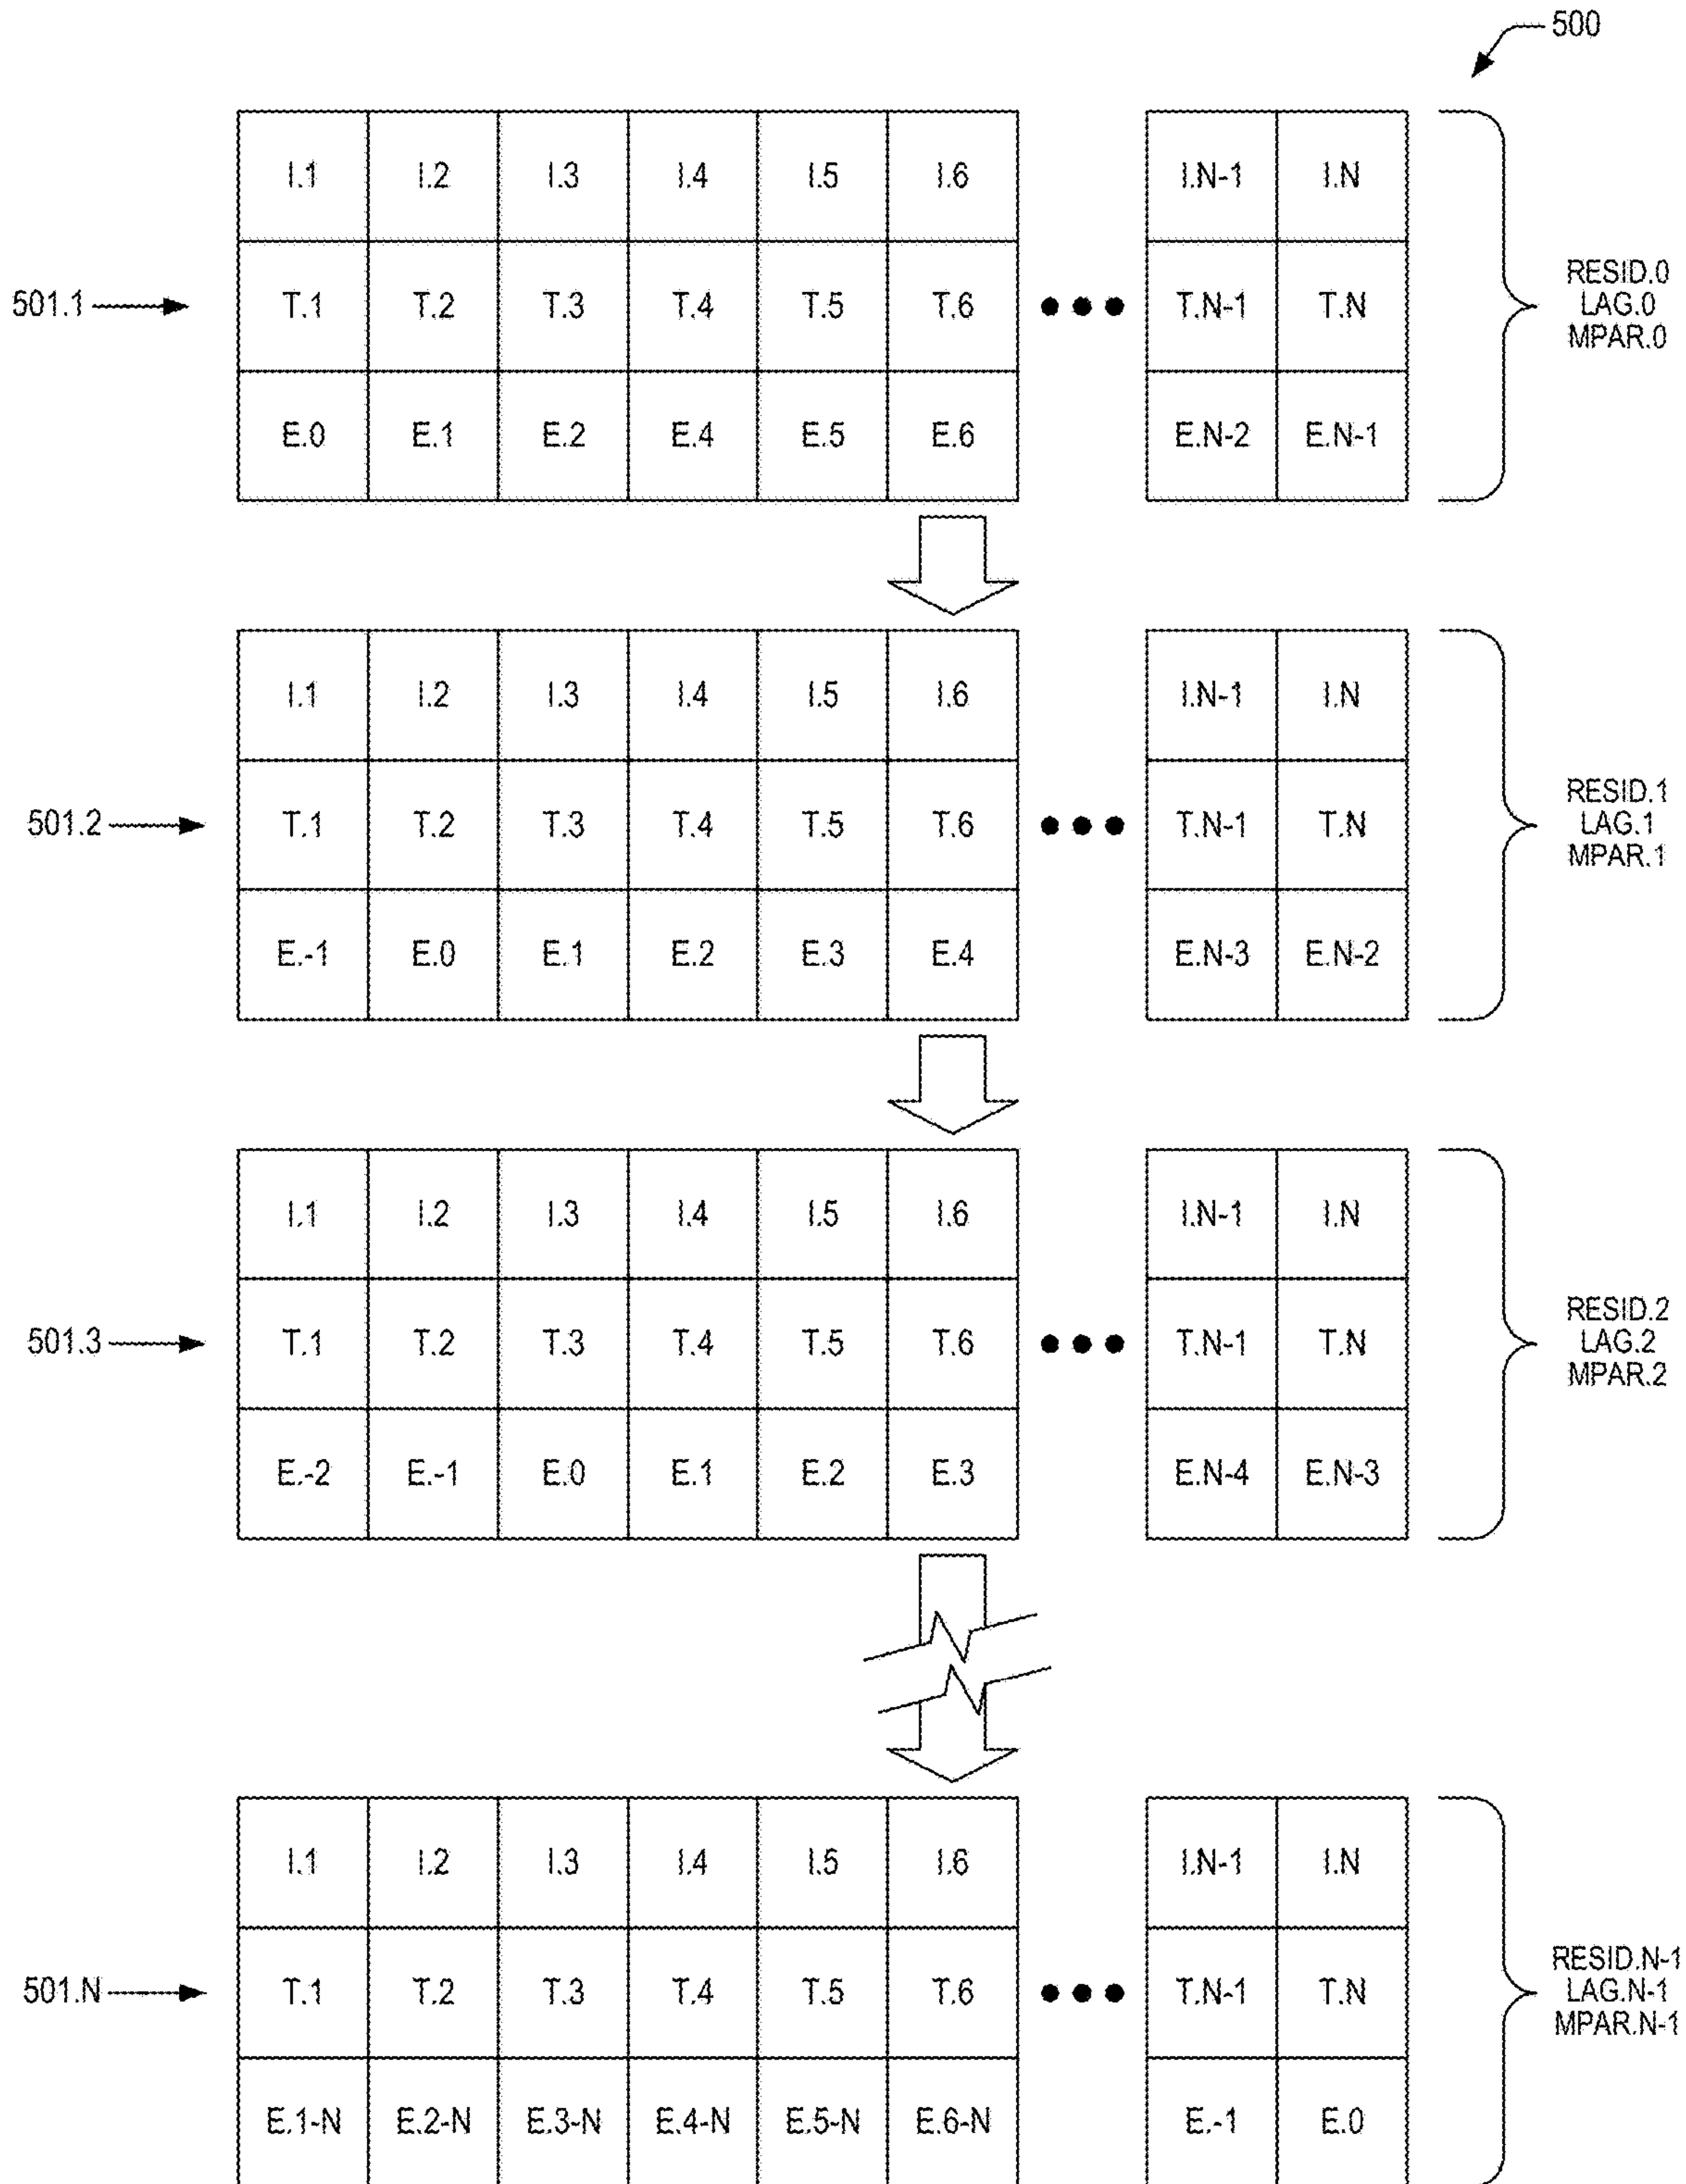 500
I.1 I.2 I.3 I.4 I.5 I.6 I.N-1 I.N
501.1 T.1 T.2 T.3 T.4 T.5 T.6 ●●● T.N-1 T.N
E.0 E.1 E.2 E.4 E.5 E.6 E.N-2 E.N-1
RESID.0
LAG.0
MPAR.0
I.1 I.2 I.3 I.4 I.5 I.6 I.N-1 I.N
501.2 T.1 T.2 T.3 T.4 T.5 T.6 ●●● T.N-1 T.N
E.-1 E.0 E.1 E.2 E.3 E.4 E.N-3 E.N-2
RESID.1
LAG.1
MPAR.1
I.1 I.2 I.3 I.4 I.5 I.6 I.N-1 I.N
501.3 T.1 T.2 T.3 T.4 T.5 T.6 ●●● T.N-1 T.N
E.-2 E.-1 E.0 E.1 E.2 E.3 E.N-4 E.N-3
RESID.2
LAG.2
MPAR.2
I.1 I.2 I.3 I.4 I.5 I.6 I.N-1 I.N
501.N T.1 T.2 T.3 T.4 T.5 T.6 ●●● T.N-1 T.N
E.1-N E.2-N E.3-N E.4-N E.5-N E.6-N E.-1 E.0
RESID.N-1
LAG.N-1
MPAR.N-1